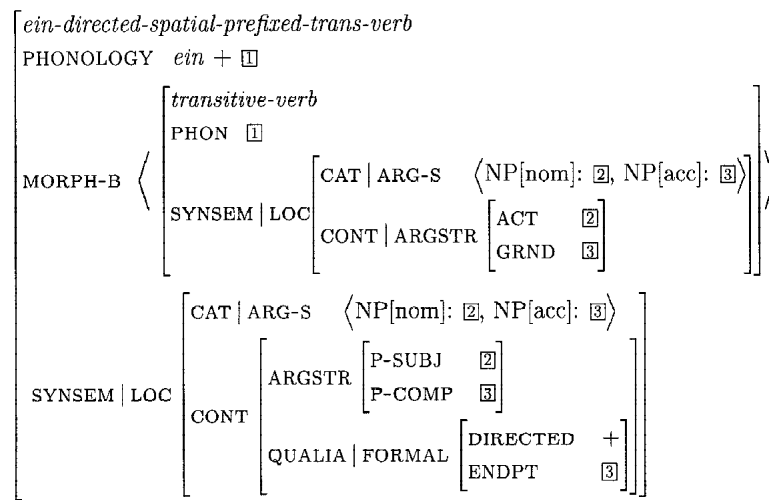 ein-directed-spatial-prefixed-trans-verb
PHONOLOGY ein + 1
transitive-verb
PHON 1
MORPH-B ⟨ ⟩
CAT | ARG-S ⟨NP[nom]: 2, NP[acc]: 3⟩
SYNSEM | LOC
CONT | ARGSTR
ACT 2
GRND 3
CAT | ARG-S ⟨NP[nom]: 2, NP[acc]: 3⟩
SYNSEM | LOC
CONT
ARGSTR
P-SUBJ 2
P-COMP 3
QUALIA | FORMAL
DIRECTED +
ENDPT 3